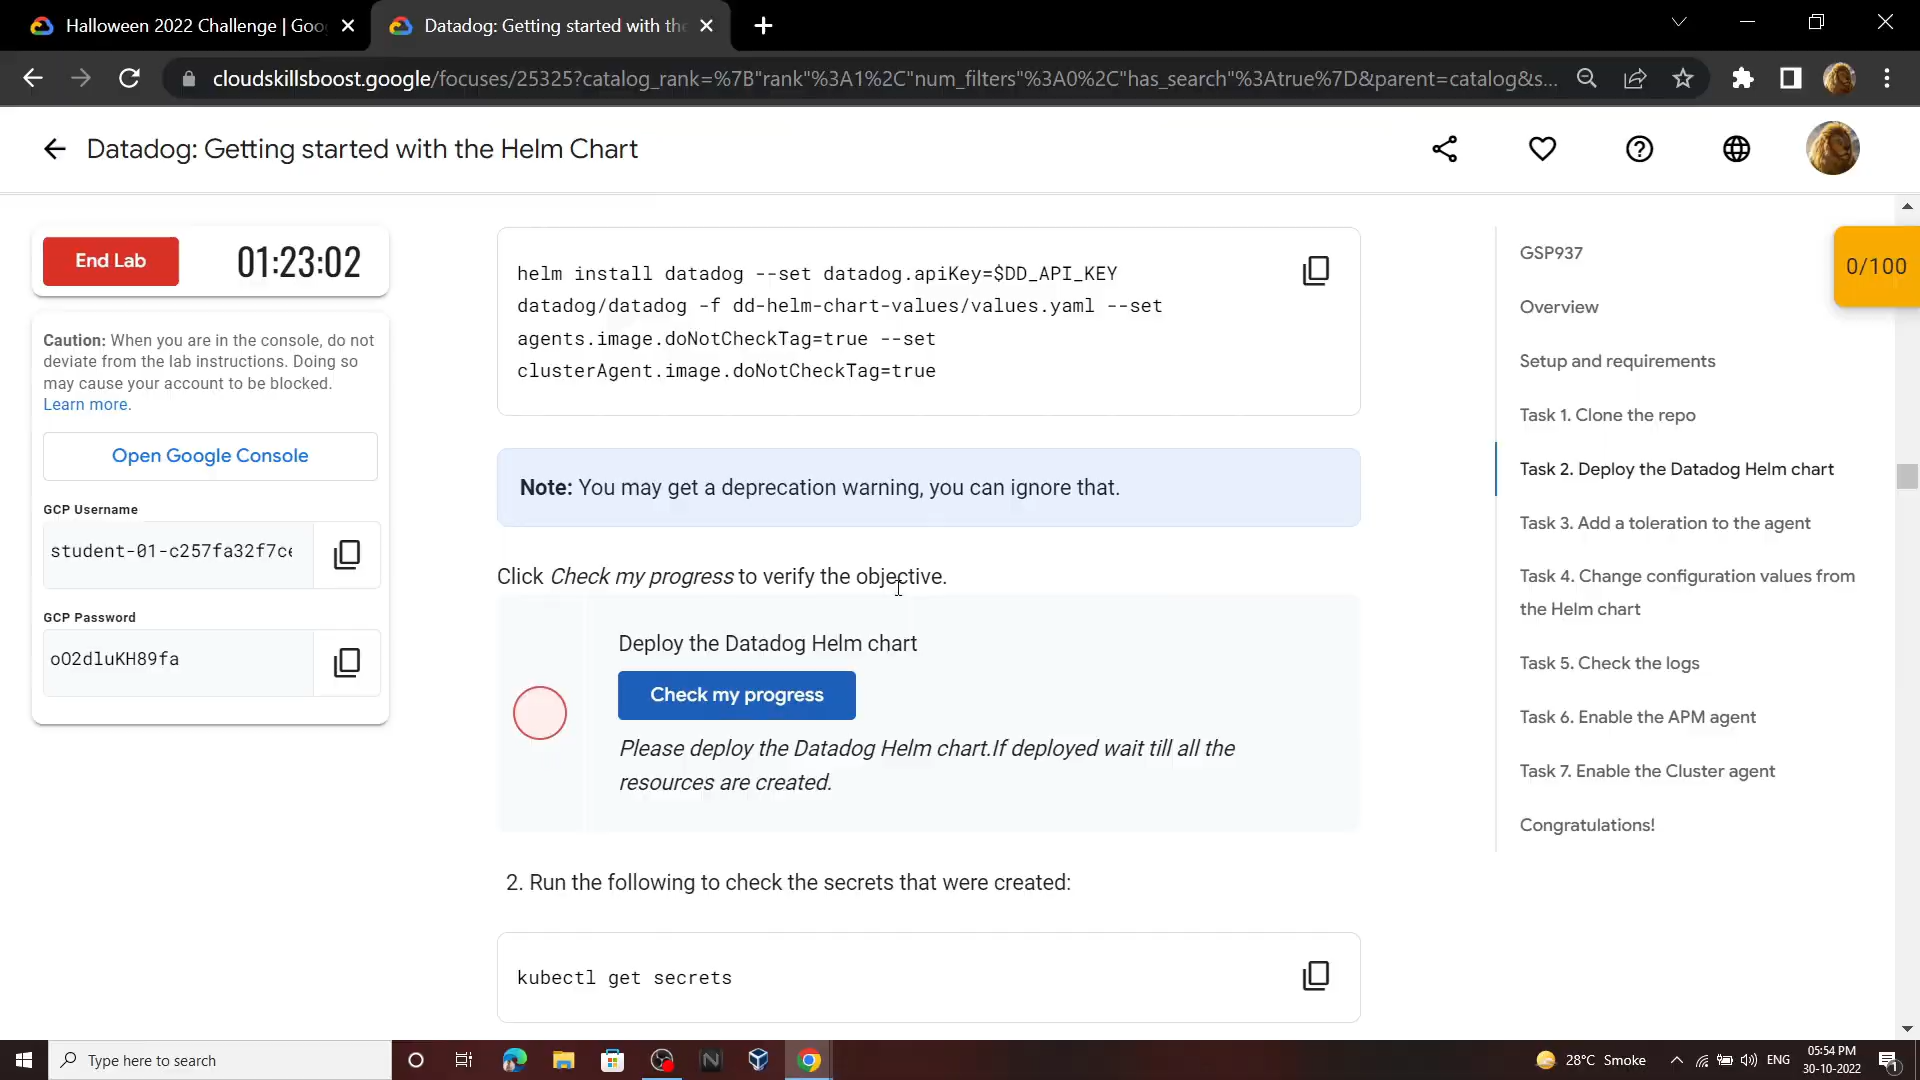 Halloween 2022 Challenge | Goo
Datadog: Getting started with the
cloudskillsboost.google/focuses/25325?catalog_rank=%7B"rank"%3A1%2C"num_filters"%3A0%2C"has_search"%3Atrue%7D&parent=catalog&s...
Datadog: Getting started with the Helm Chart
End Lab
01:23:02
Caution: When you are in the console, do not
deviate from the lab instructions. Doing so
may cause your account to be blocked.
Learn more.
Open Google Console
GCP Username
student-01-c257fa32f7ce
GCP Password
oO2dluKH89fa
helm install datadog --set datadog.apiKey=$DD_API_KEY
datadog/datadog -f dd-helm-chart-values/values.yaml --set
agents.image.doNotCheckTag=true --set
clusterAgent.image.doNotCheckTag=true
Note: You may get a deprecation warning, you can ignore that.
Click Check my progress to verify the objective.
Deploy the Datadog Helm chart
Check my progress
Please deploy the Datadog Helm chart.If deployed wait till all the
resources are created.
2. Run the following to check the secrets that were created:
kubectl get secrets
GSP937
Overview
Setup and requirements
Task 1. Clone the repo
Task 2. Deploy the Datadog Helm chart
Task 3. Add a toleration to the agent
Task 4. Change configuration values from
the Helm chart
Task 5. Check the logs
Task 6. Enable the APM agent
Task 7. Enable the Cluster agent
Congratulations!
0/100
Type here to search
28°C Smoke
ENG
05:54 PM
30-10-2022
1